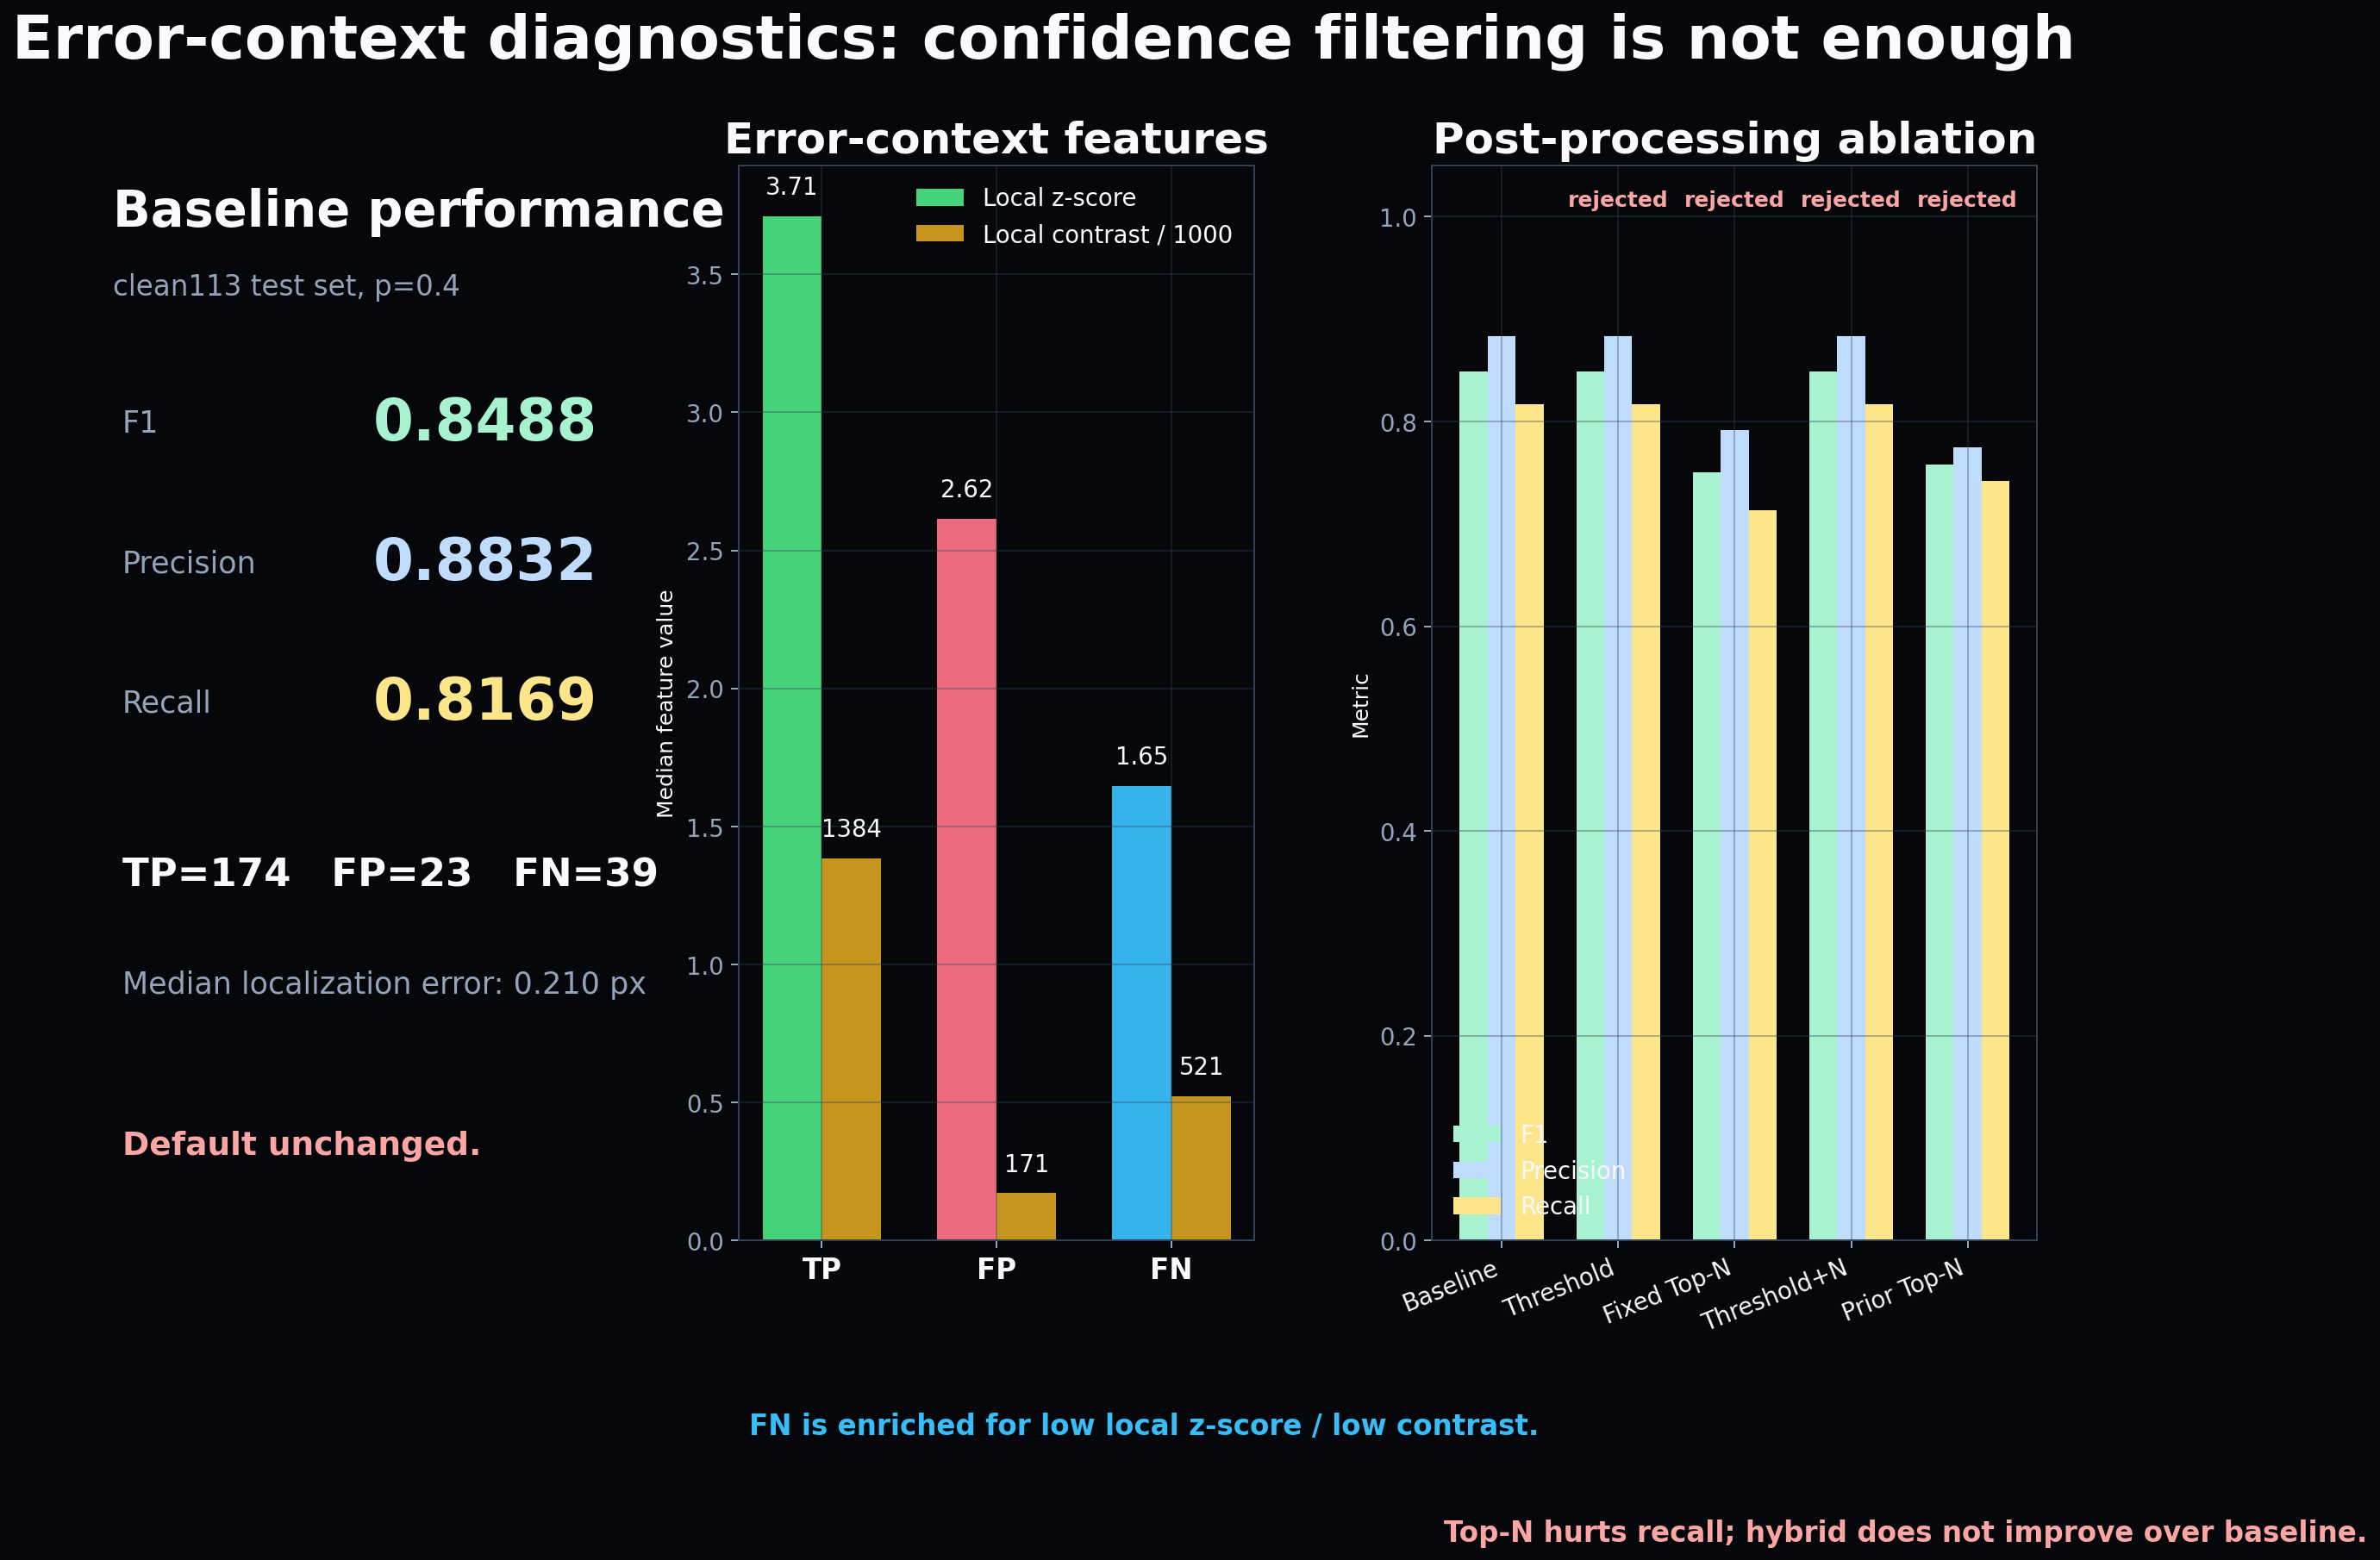 Error-context diagnostics: confidence filtering is not enough
Baseline performance
clean113 test set, p=0.4
F1 0.8488
Precision 0.8832
Recall 0.8169
TP=174 FP=23 FN=39
Median localization error: 0.210 px
Default unchanged.
Error-context features
Local z-score
Local contrast / 1000
Median feature value
3.5
3.0
2.5
2.0
1.5
1.0
0.5
0.0
3.71
1384
2.62
171
1.65
521
TP FP FN
FN is enriched for low local z-score / low contrast.
Post-processing ablation
rejected rejected rejected rejected
Metric
1.0
0.8
0.6
0.4
0.2
0.0
F1
Precision
Recall
Baseline
Threshold
Fixed Top-N
Threshold+N
Prior Top-N
Top-N hurts recall; hybrid does not improve over baseline.